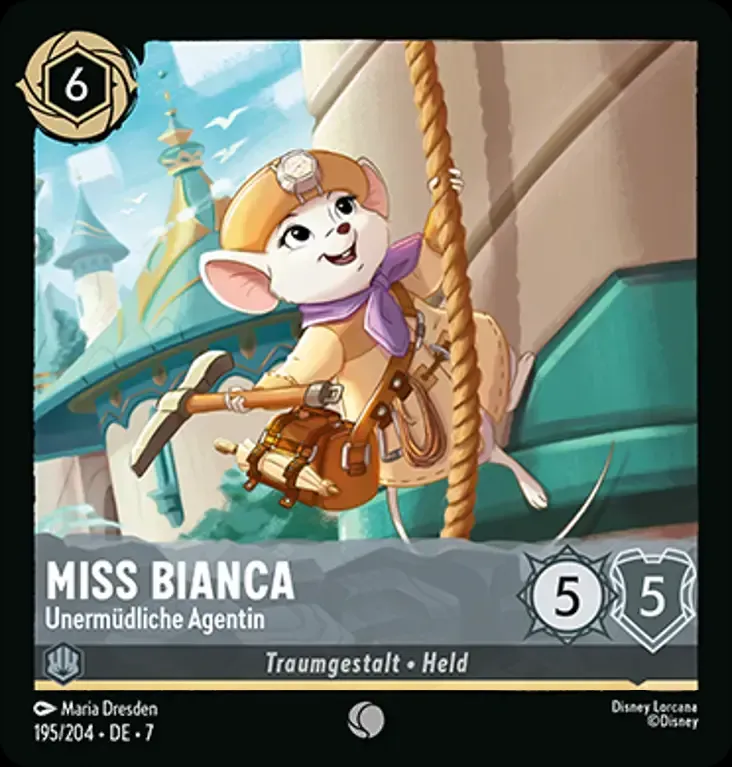 6
MISS BIANCA
Unermüdliche Agentin
5
5
Traumgestalt • Held
Maria Dresden
195/204 • DE • 7
Disney Lorcana
©Disney